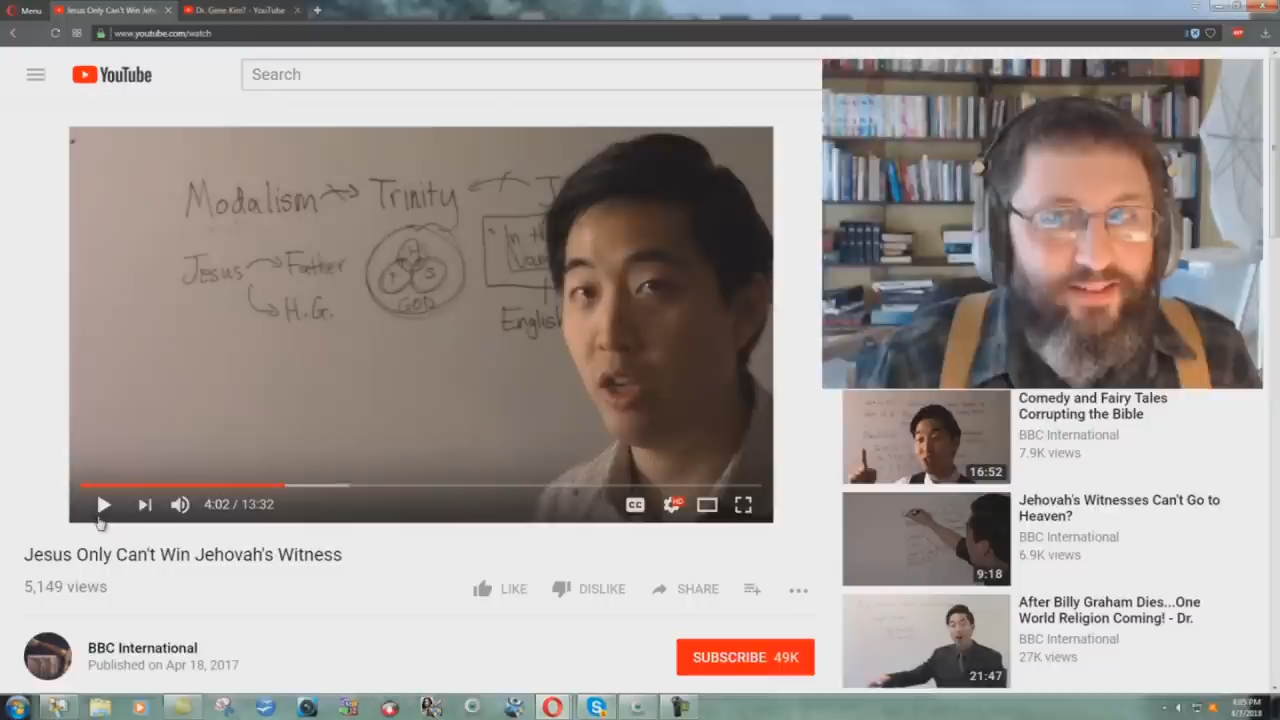 Menu
Jesus Only Can't Win Jeh
Dr. Gene Kim? - YouTube
www.youtube.com/watch
YouTube
Search
Modalism Trinity
Jesus Father
H.G.
GOD
S
English
4:02 / 13:32
CC
HD
Jesus Only Can't Win Jehovah's Witness
5,149 views
LIKE
DISLIKE
SHARE
BBC International
Published on Apr 18, 2017
SUBSCRIBE 49K
Comedy and Fairy Tales
Corrupting the Bible
BBC International
7.9K views
16:52
Jehovah's Witnesses Can't Go to
Heaven?
BBC International
6.9K views
9:18
After Billy Graham Dies...One
World Religion Coming! - Dr.
BBC International
27K views
21:47